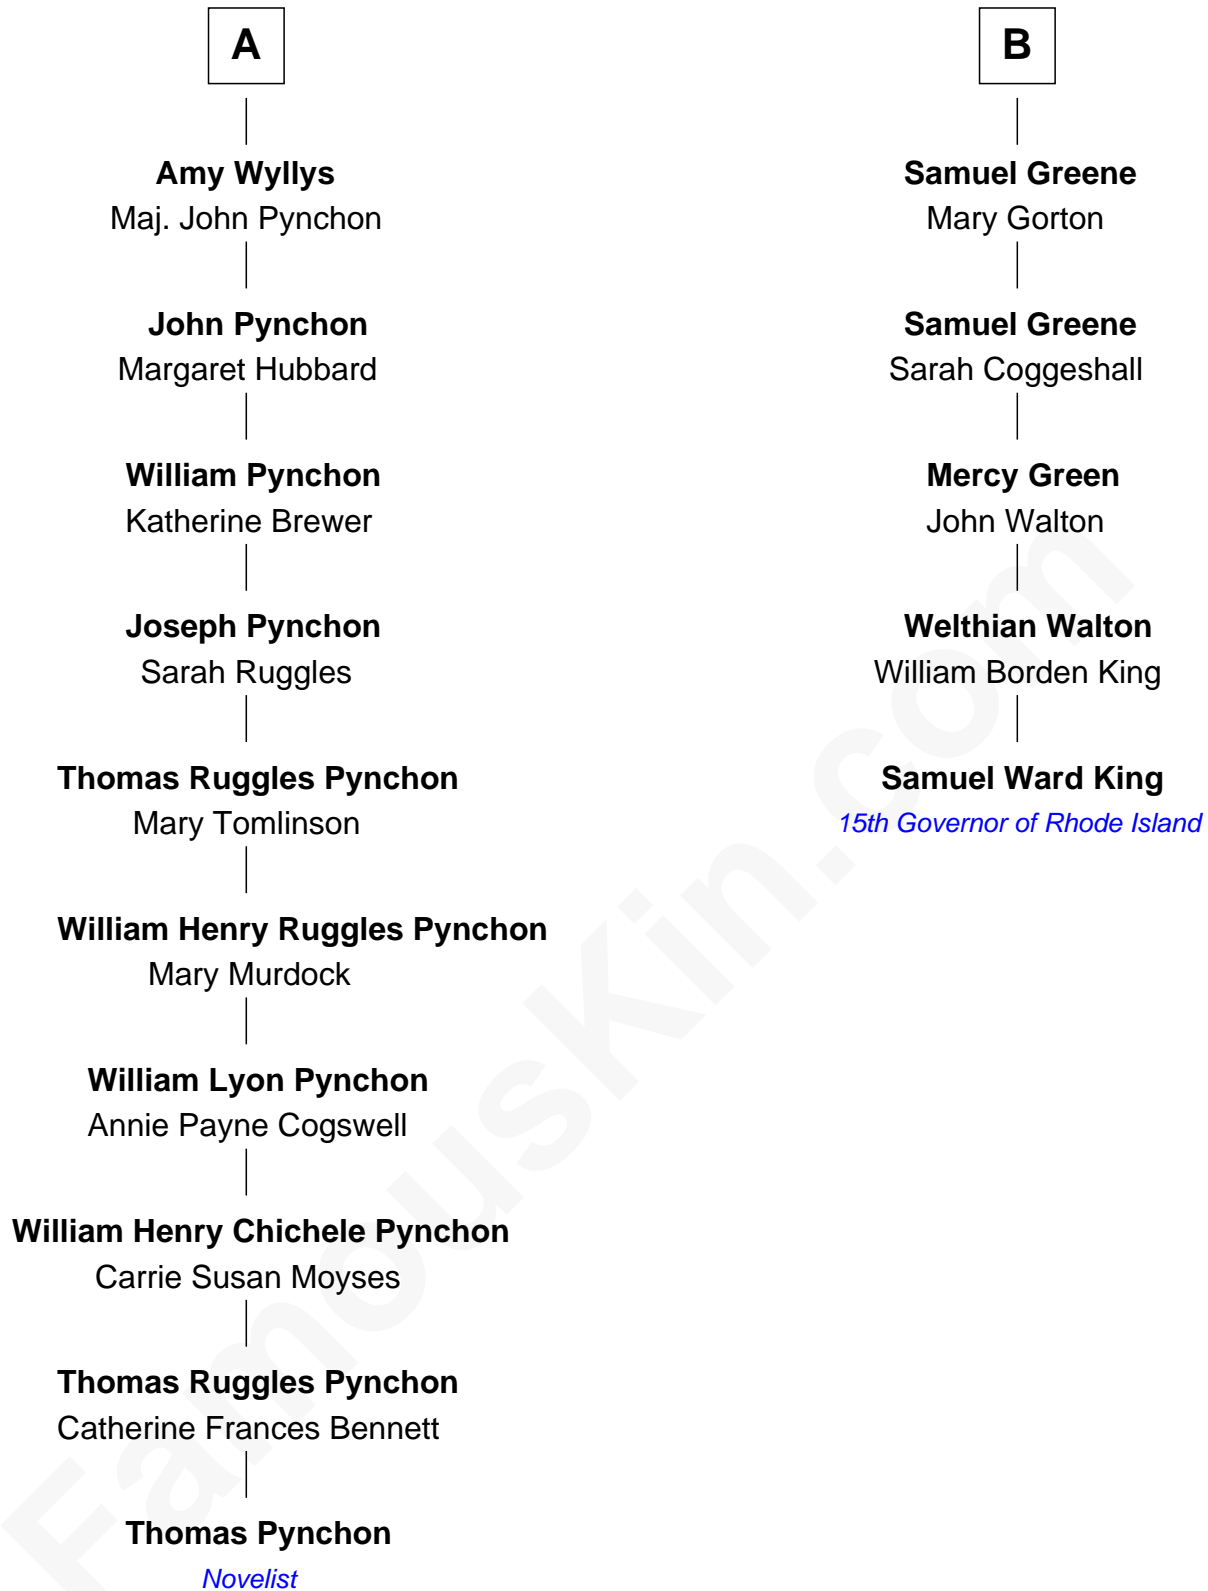 A
Amy Wyllys
Maj. John Pynchon
John Pynchon
Margaret Hubbard
William Pynchon
Katherine Brewer
Joseph Pynchon
Sarah Ruggles
Thomas Ruggles Pynchon
Mary Tomlinson
William Henry Ruggles Pynchon
Mary Murdock
William Lyon Pynchon
Annie Payne Cogswell
William Henry Chichele Pynchon
Carrie Susan Moyses
Thomas Ruggles Pynchon
Catherine Frances Bennett
Thomas Pynchon
Novelist
B
Samuel Greene
Mary Gorton
Samuel Greene
Sarah Coggeshall
Mercy Green
John Walton
Welthian Walton
William Borden King
Samuel Ward King
15th Governor of Rhode Island
FamousKin.com